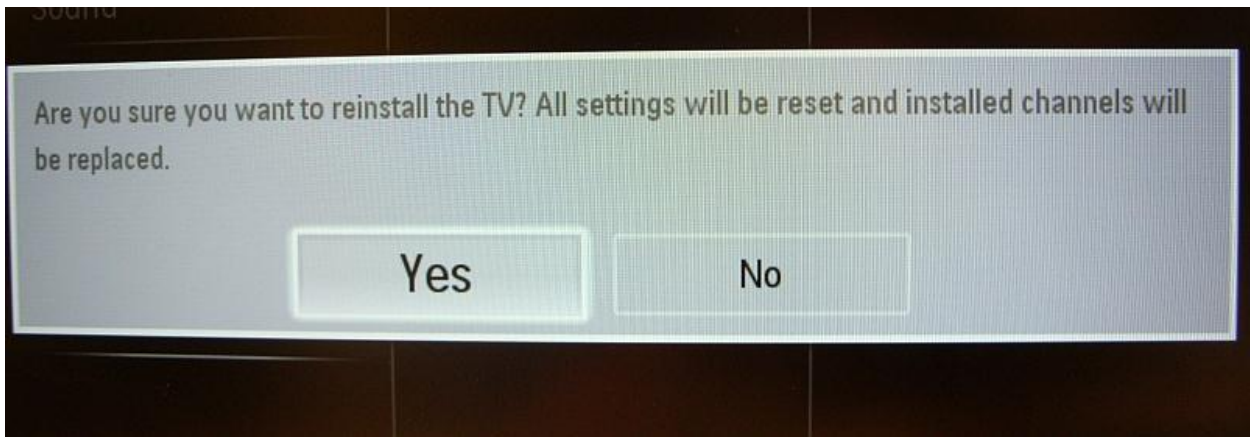 Sound
Are you sure you want to reinstall the TV? All settings will be reset and installed channels will
be replaced.
Yes
No